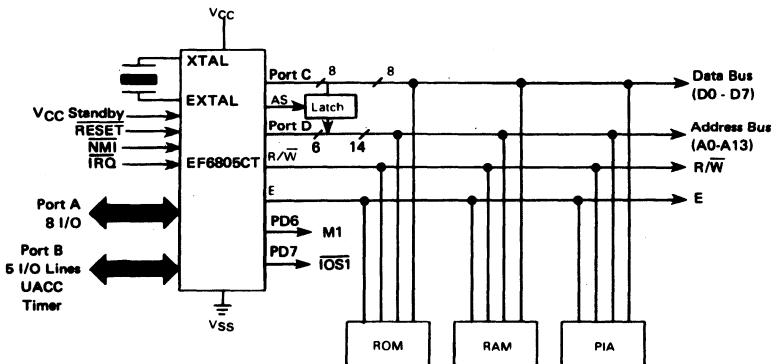 VCC
XTAL
EXTAL
EF6805CT
VCC Standby
RESET
NMI
IRQ
Port A
8 I/O
Port B
5 I/O Lines
UACC
Timer
VSS
Port C
8
8
AS
Latch
Port D
6
14
R/W
E
PD6
M1
PD7
IOS1
Data Bus
(D0 - D7)
Address Bus
(A0-A13)
R/W
E
ROM
RAM
PIA